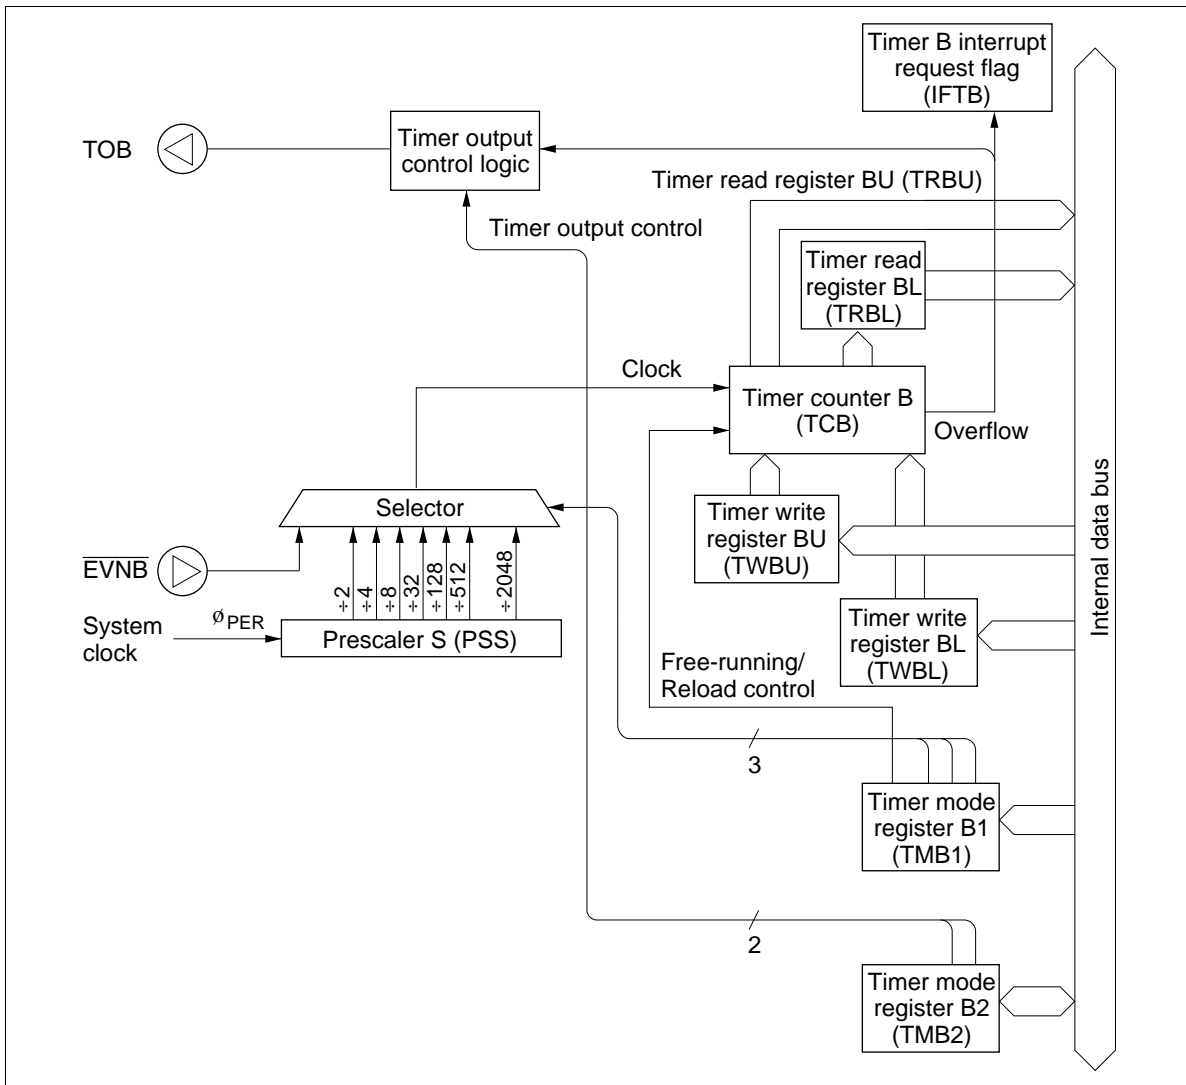 Timer B interrupt
request flag
(IFTB)
TOB
Timer output
control logic
Timer read register BU (TRBU)
Timer output control
Timer read
register BL
(TRBL)
Clock
Timer counter B
(TCB)
Overflow
Selector
Timer write
register BU
(TWBU)
EVNB
÷2
÷4
÷8
÷32
÷128
÷512
÷2048
System
clock
øPER
Prescaler S (PSS)
Timer write
register BL
(TWBL)
Internal data bus
Free-running/
Reload control
3
Timer mode
register B1
(TMB1)
2
Timer mode
register B2
(TMB2)